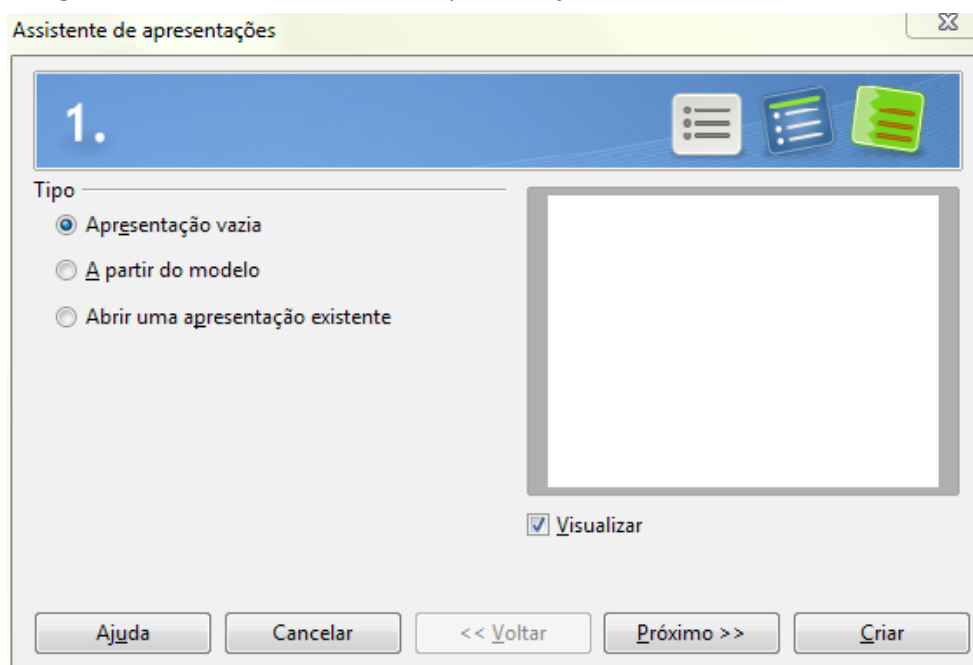 Assistente de apresentações
1.
Tipo
Apresentação vazia
A partir do modelo
Abrir uma apresentação existente
Visualizar
Ajuda Cancelar << Voltar Próximo >> Criar